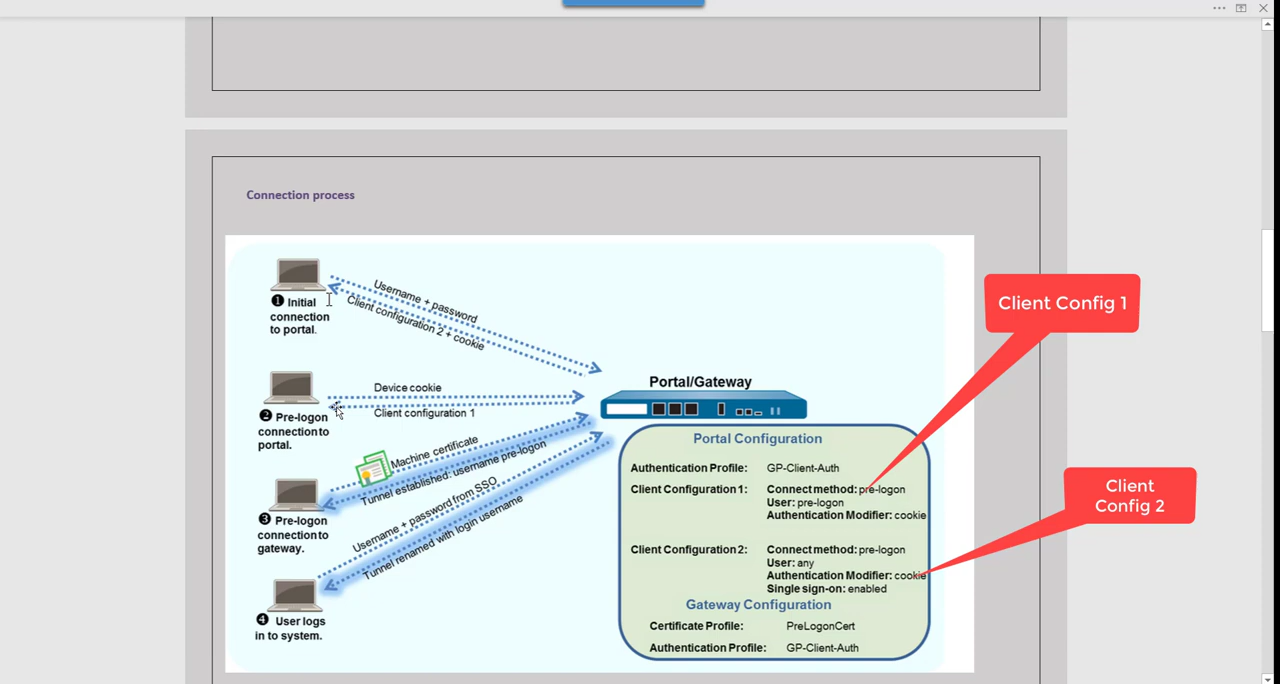 Connection process
Username + password
Client configuration 2 + cookie
❶ Initial
connection
to portal.
Device cookie
Client configuration 1
❷ Pre-logon
connection to
portal.
Machine certificate
Tunnel established: username pre-logon
❸ Pre-logon
connection to
gateway.
Username + password from SSO
Tunnel renamed with login username
❹ User logs
in to system.
Portal/Gateway
Portal Configuration
Authentication Profile: GP-Client-Auth
Client Configuration 1: Connect method: pre-logon
User: pre-logon
Authentication Modifier: cookie
Client Configuration 2: Connect method: pre-logon
User: any
Authentication Modifier: cookie
Single sign-on: enabled
Gateway Configuration
Certificate Profile: PreLogonCert
Authentication Profile: GP-Client-Auth
Client Config 1
Client
Config 2